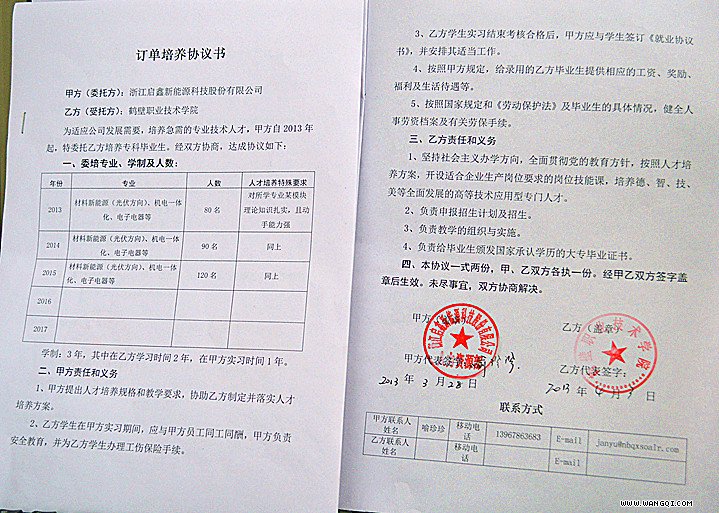 订单培养协议书
甲方（委托方）：浙江启鑫新能源科技股份有限公司
乙方（受托方）：鹤壁职业技术学院
为适应公司发展需要，培养急需的专业技术人才，甲方自 2013 年
起，特委托乙方培养专科毕业生。经双方协商，达成协议如下：
一、委培专业、学制及人数：
年份 专业 人数 人才培养特殊要求
2013 材料新能源（光伏方向）、机电一体化、电子电器等 80 名 对所学专业某模块理论知识扎实，且动手能力强
2014 材料新能源（光伏方向）、机电一体化、电子电器等 90 名 同上
2015 材料新能源（光伏方向）、机电一体化、电子电器等 120 名 同上
2016
2017
学制：3 年，其中在乙方学习时间 2 年，在甲方实习时间 1 年。
二、甲方责任和义务
1、甲方提出人才培养规格和教学要求，协助乙方制定并落实人才
培养方案。
2、乙方学生在甲方实习期间，应与甲方员工同工同酬，甲方负责
安全教育，并为乙方学生办理工伤保险手续。
3、乙方学生实习结束考核合格后，甲方应与学生签订《就业协议
书》，并安排其适当工作。
4、按照甲方规定，给录用的乙方毕业生提供相应的工资、奖励、
福利及生活待遇等。
5、按照国家规定和《劳动保护法》及毕业生的具体情况，健全人
事劳资档案及有关劳保手续。
三、乙方责任和义务
1、坚持社会主义办学方向，全面贯彻党的教育方针，按照人才培
养方案，开设适合企业生产岗位要求的岗位技能课，培养德、智、技、
美等全面发展的高等技术应用型专门人才。
2、负责申报招生计划及招生。
3、负责教学的组织与实施。
4、负责给毕业生颁发国家承认学历的大专毕业证书。
四、本协议一式两份，甲、乙双方各执一份。经甲乙双方签字盖
章后生效。未尽事宜，双方协商解决。
甲方
乙方（盖章）
甲方代表签
乙方代表签字：
2013 年 3 月 28 日
2013 年 4 月 3 日
联系方式
甲方联系人姓名 喻珍珍 移动电话 13967863683 E-mail janyu@nbqxsoalr.com
乙方联系人姓名 移动电话 E-mail
WWW.WANGQI.COM